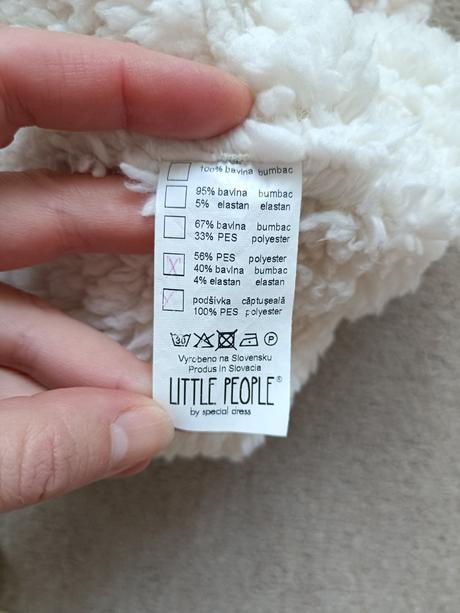 100% bavlna bumbac
95% bavlna bumbac
5% elastan elastan
67% bavlna bumbac
33% PES polyester
X
56% PES polyester
40% bavlna bumbac
4% elastan elastan
podšívka căptușeală
100% PES polyester
30 P
Vyrobeno na Slovensku
Produs in Slovacia
LITTLE PEOPLE®
by special dress